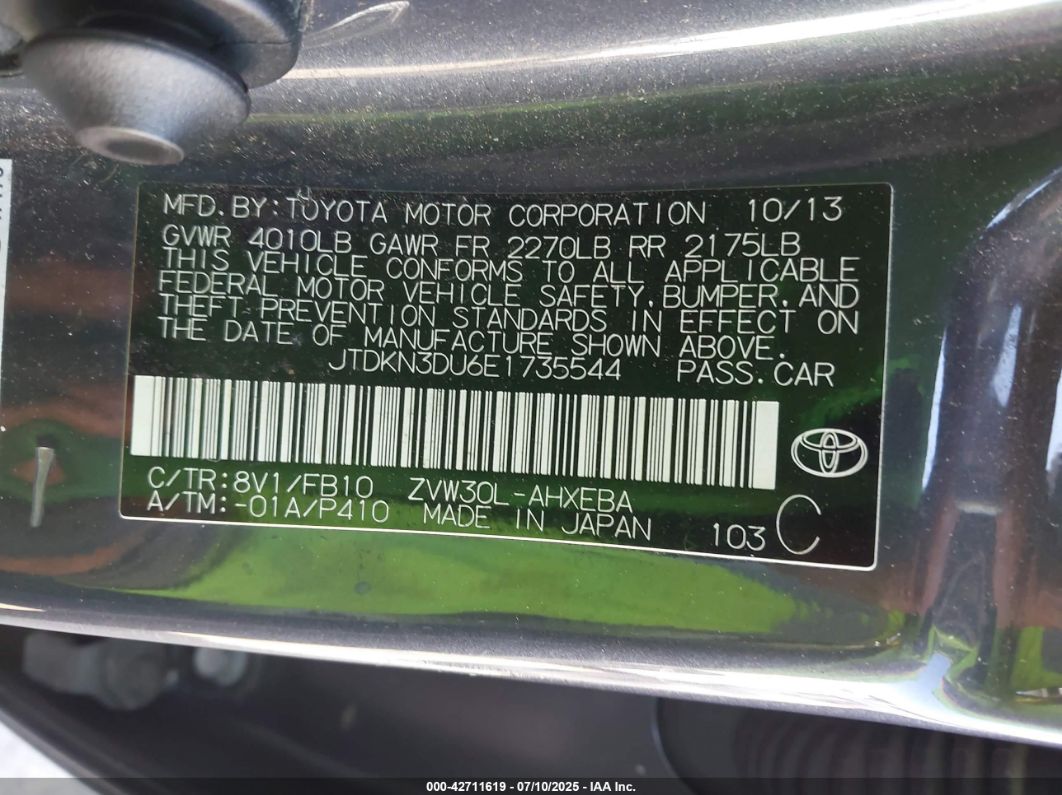 MFD. BY: TOYOTA MOTOR CORPORATION 10/13
GVWR 4010LB GAWR FR 2270LB RR 2175LB
THIS VEHICLE CONFORMS TO ALL APPLICABLE
FEDERAL MOTOR VEHICLE SAFETY, BUMPER, AND
THEFT PREVENTION STANDARDS IN EFFECT ON
THE DATE OF MANUFACTURE SHOWN ABOVE.
JTDKN3DU6E1735544 PASS. CAR
C/TR: 8V1/FB10 ZVW30L-AHXEBA
A/TM: -01A/P410 MADE IN JAPAN 103 C
000-42711619 - 07/10/2025 - IAA Inc.